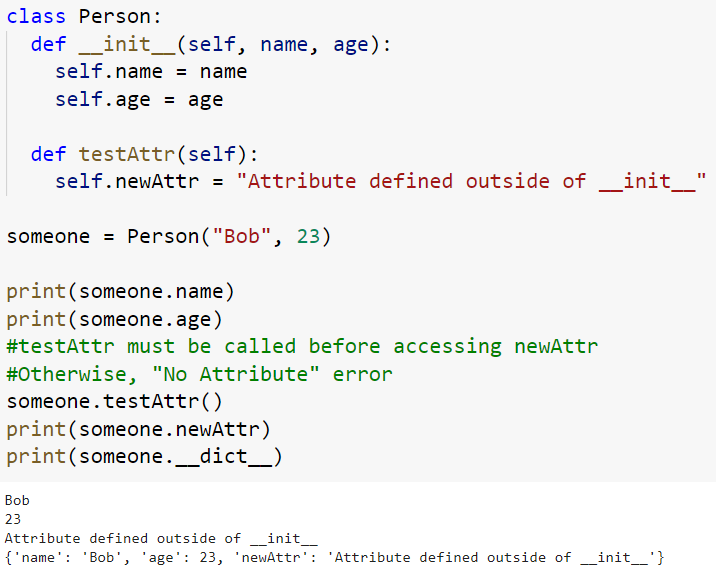 class Person:
  def __init__(self, name, age):
    self.name = name
    self.age = age

  def testAttr(self):
    self.newAttr = "Attribute defined outside of __init__"

someone = Person("Bob", 23)

print(someone.name)
print(someone.age)
#testAttr must be called before accessing newAttr
#Otherwise, "No Attribute" error
someone.testAttr()
print(someone.newAttr)
print(someone.__dict__)

Bob
23
Attribute defined outside of __init__
{'name': 'Bob', 'age': 23, 'newAttr': 'Attribute defined outside of __init__'}